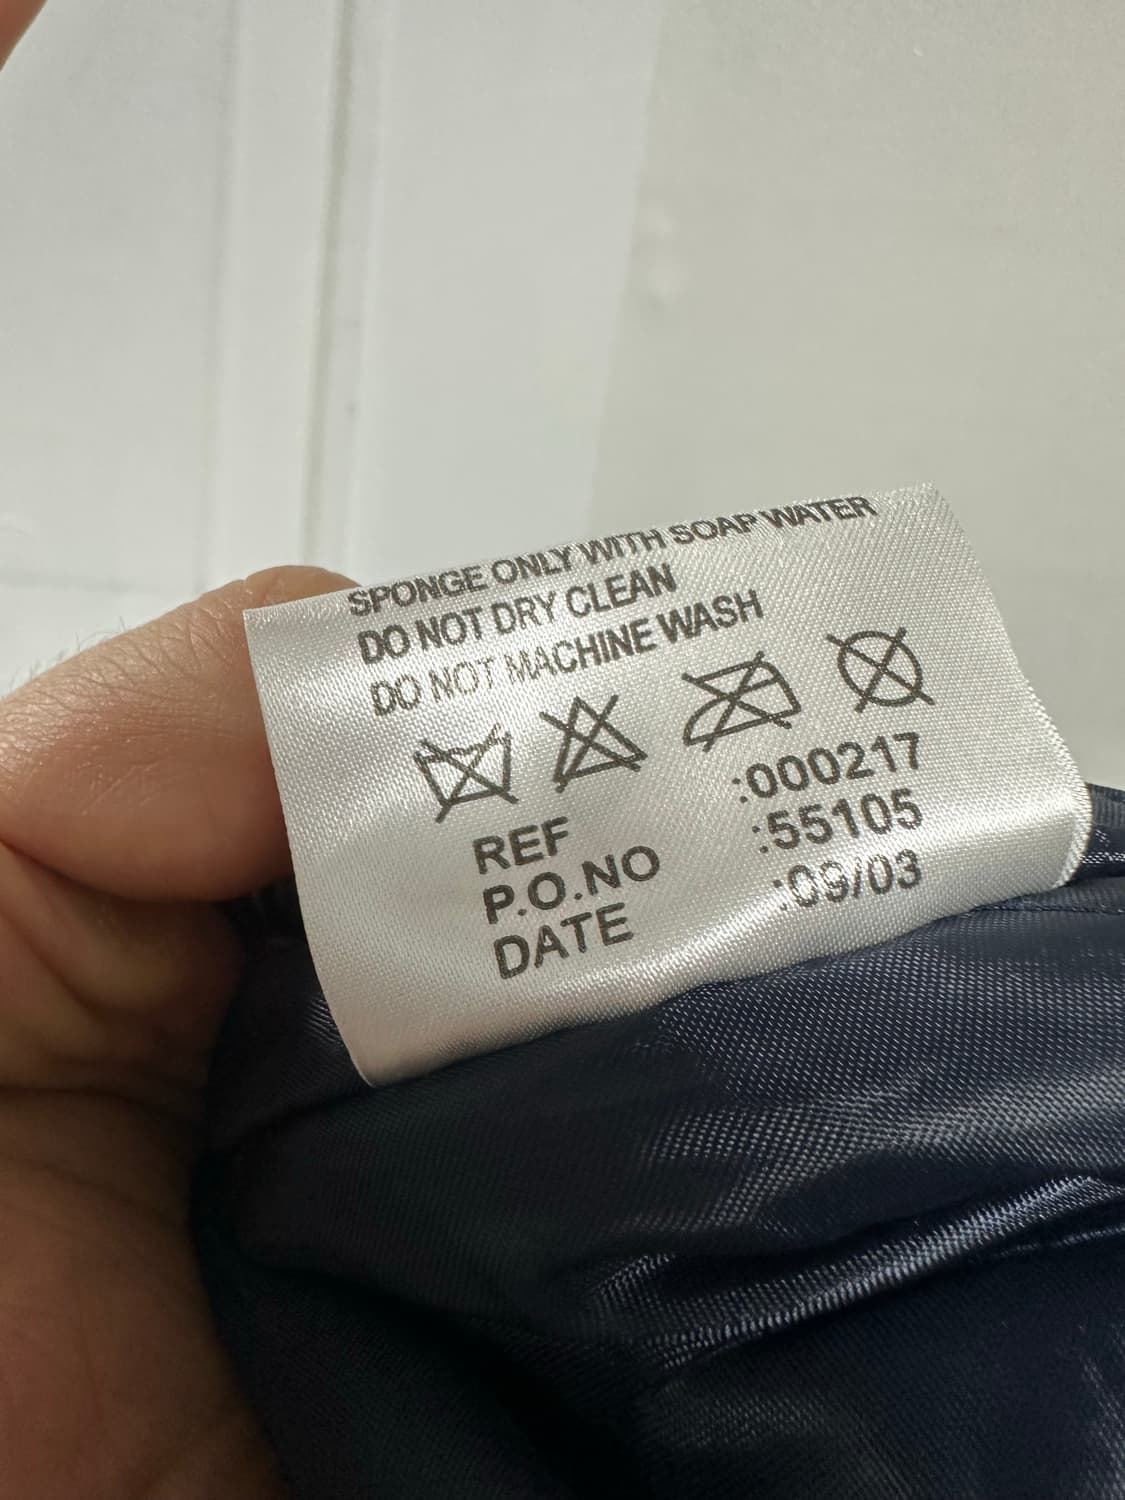 SPONGE ONLY WITH SOAP WATER
DO NOT DRY CLEAN
DO NOT MACHINE WASH
REF :000217
P.O.NO :55105
DATE :09/03